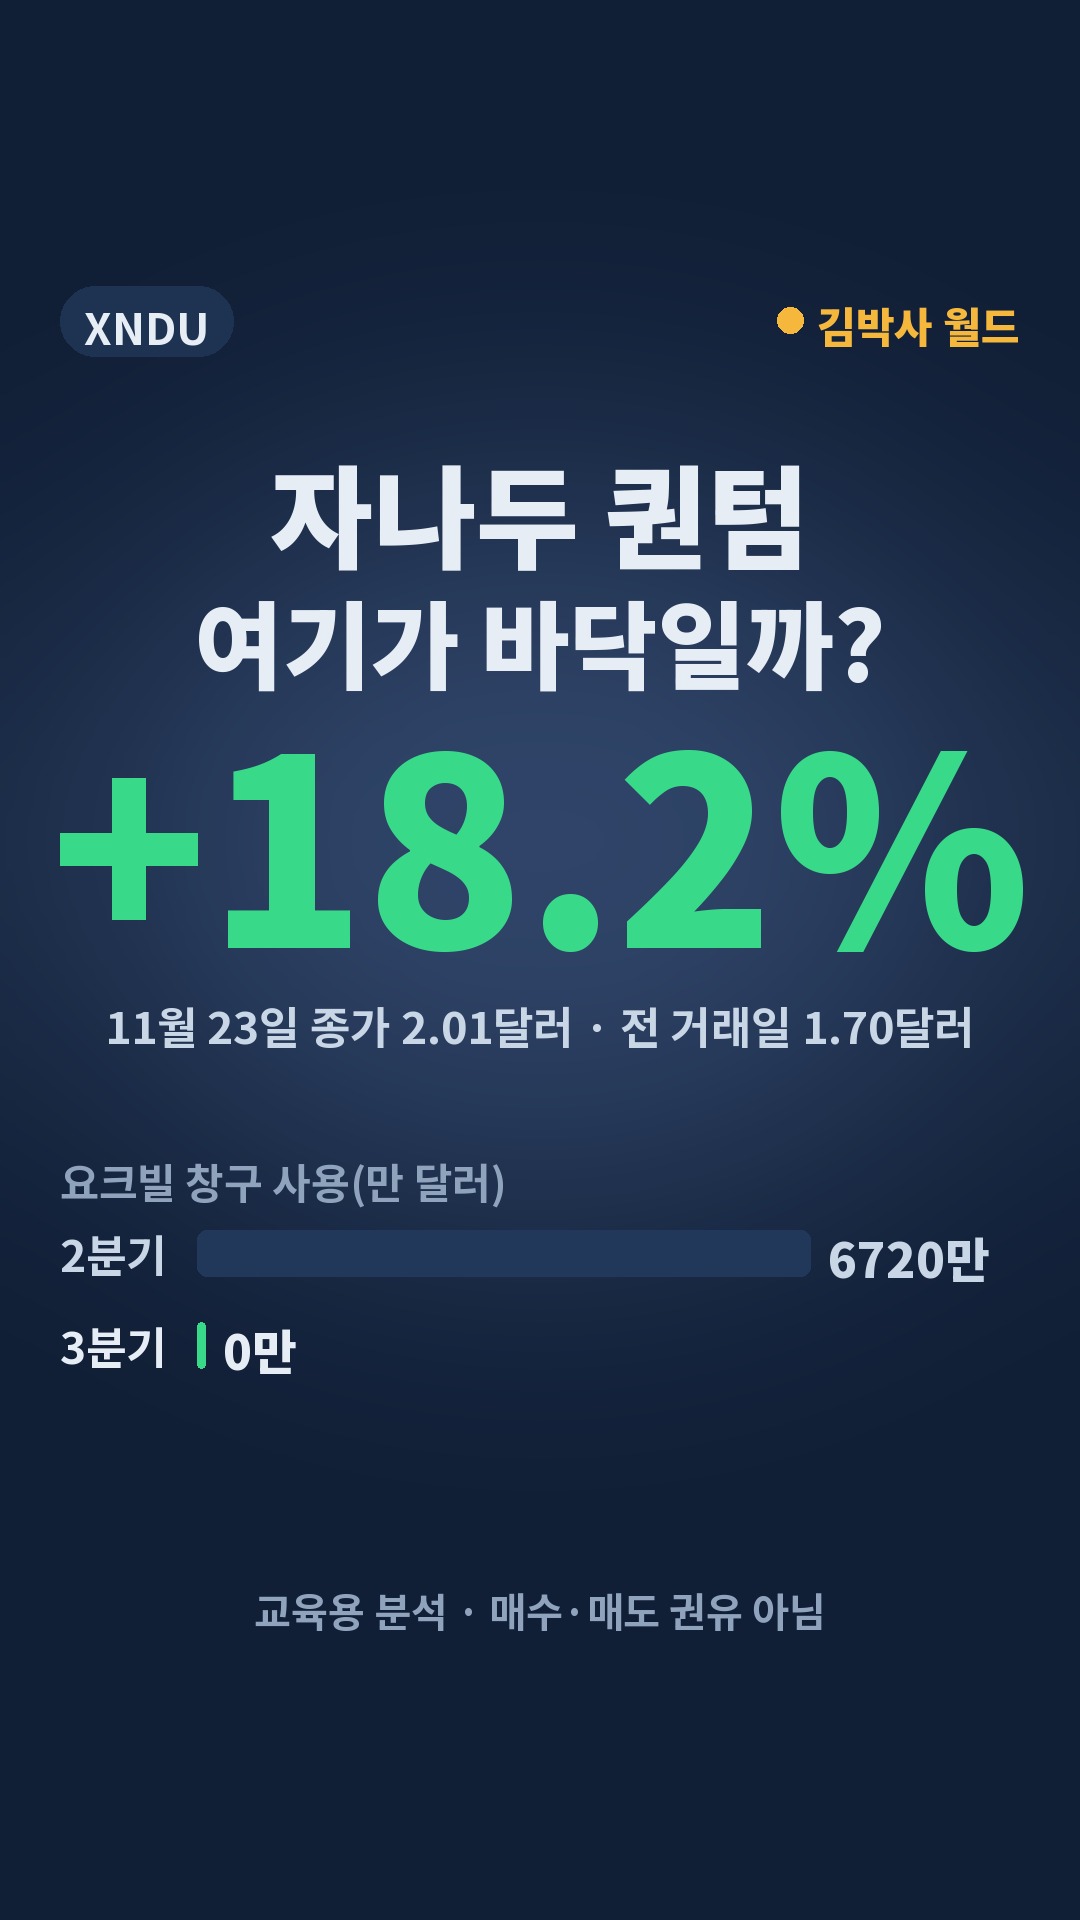 XNDU
김박사 월드
자나두 퀀텀
여기가 바닥일까?
+18.2%
11월 23일 종가 2.01달러 · 전 거래일 1.70달러
요크빌 창구 사용(만 달러)
2분기 6720만
3분기 0만
교육용 분석 · 매수·매도 권유 아님